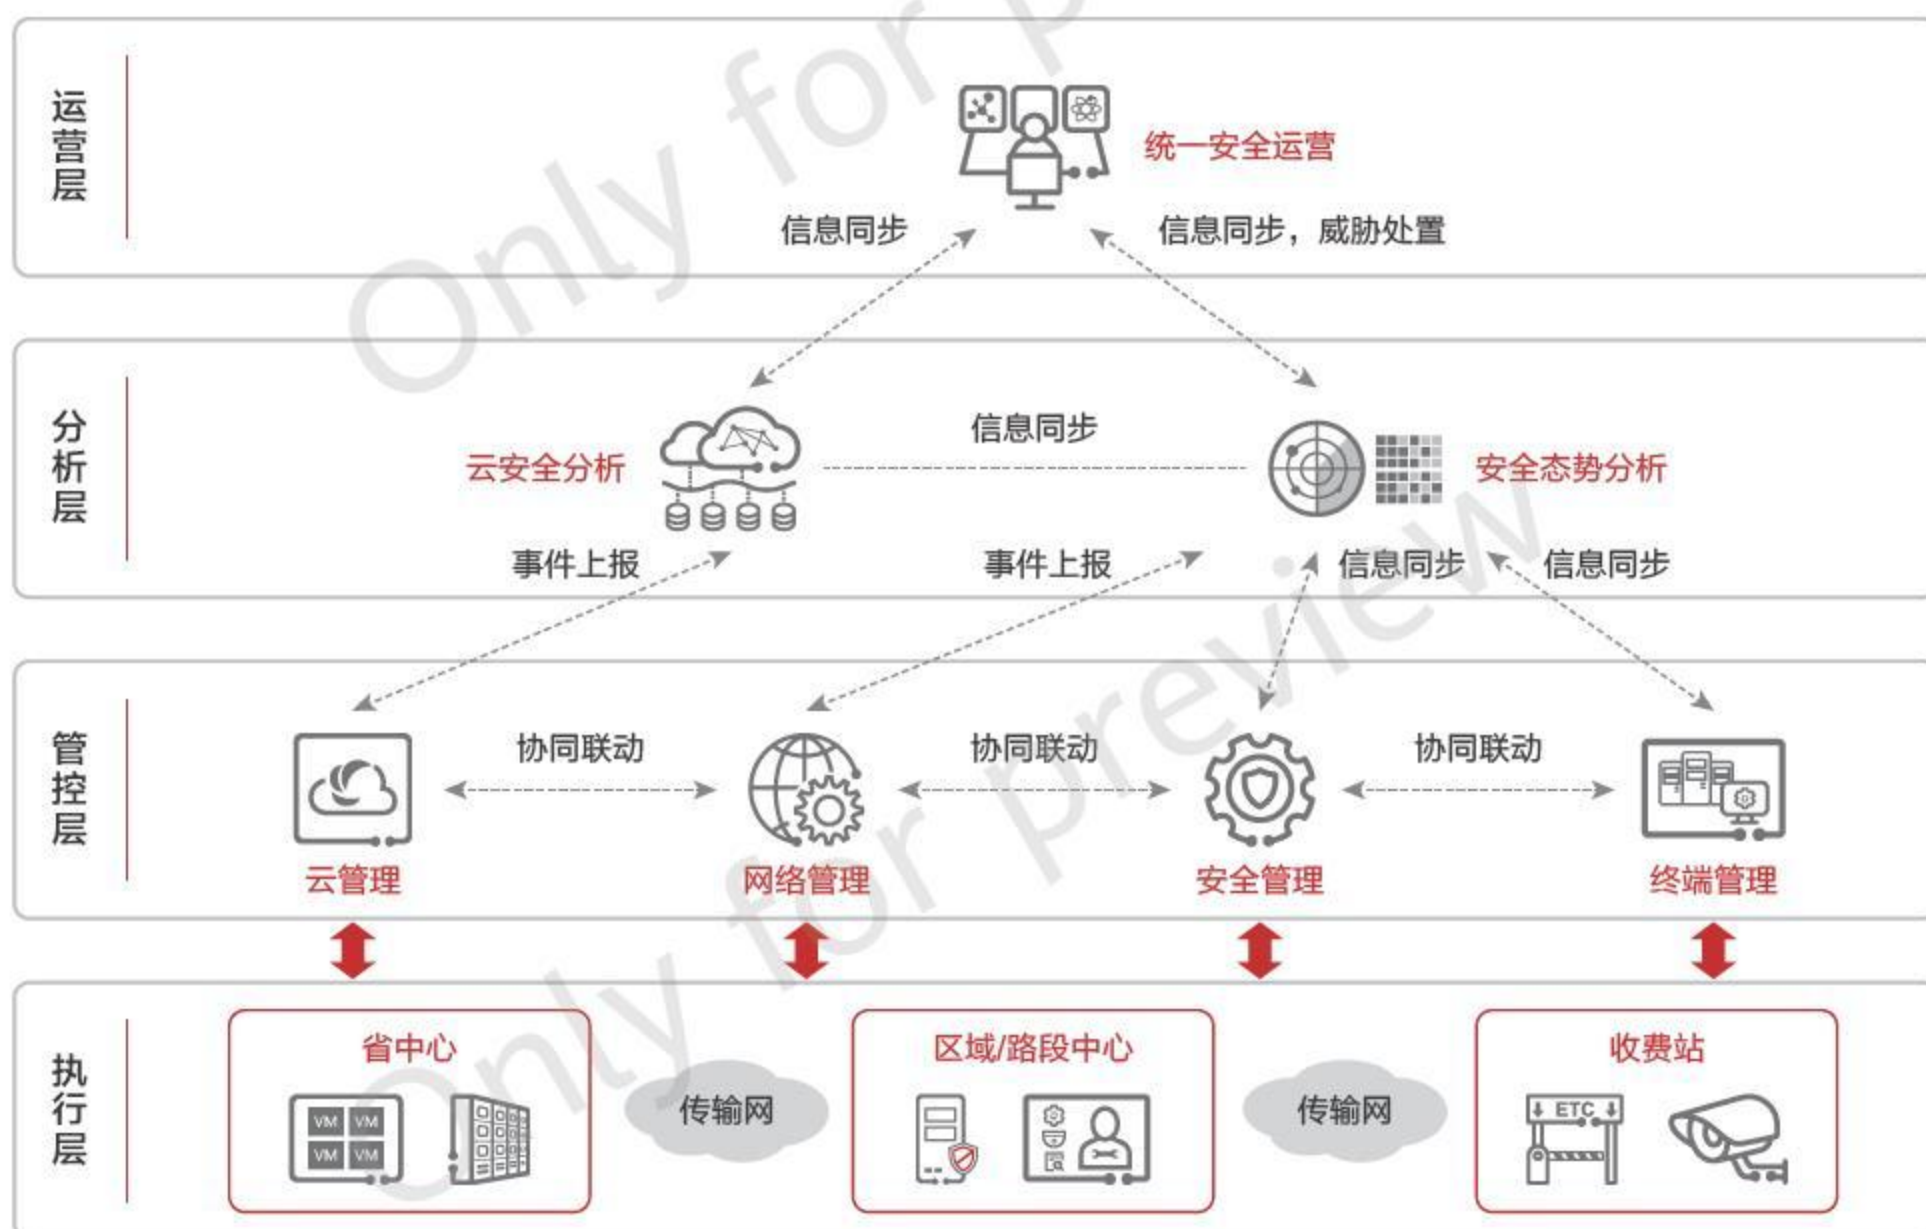 运营层
统一安全运营
信息同步
信息同步，威胁处置
分析层
云安全分析
信息同步
安全态势分析
事件上报
事件上报
信息同步
信息同步
管控层
协同联动
协同联动
协同联动
云管理
网络管理
安全管理
终端管理
执行层
省中心
VM VM
VM VM
传输网
区域/路段中心
传输网
收费站
ETC
Only for p
Only for preview